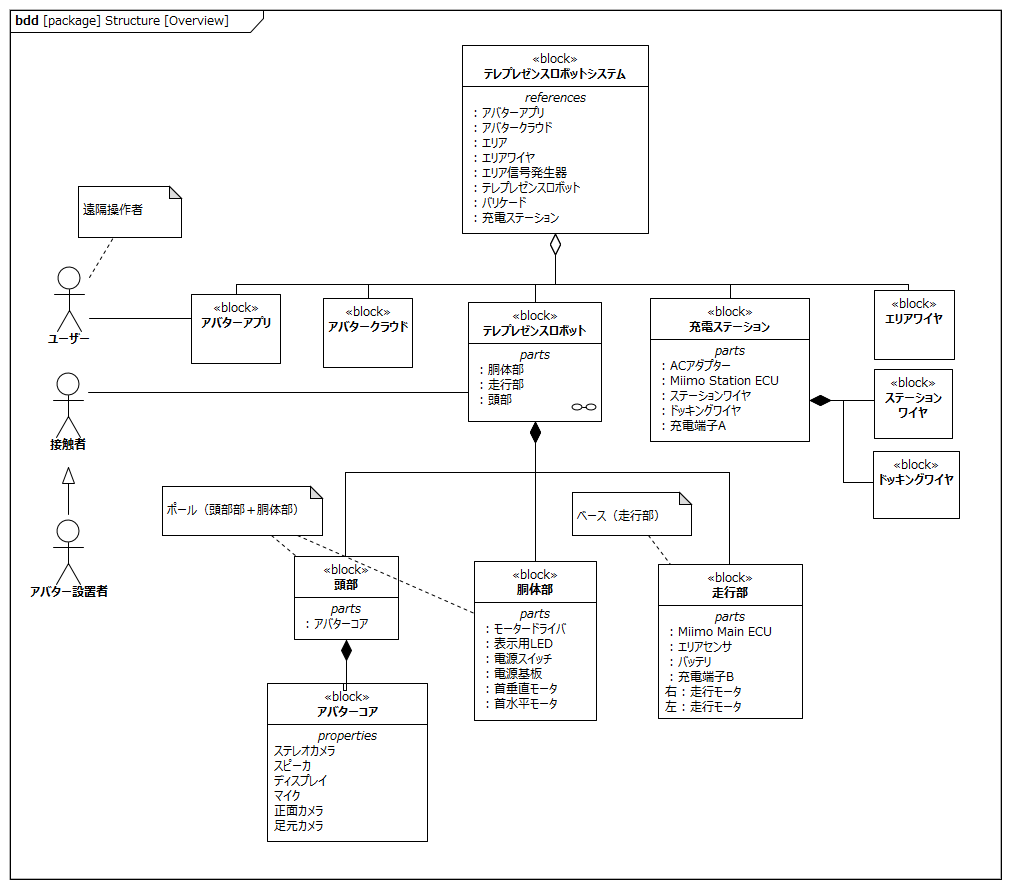 bdd [package] Structure [Overview]
«block»
テレプレゼンスロボットシステム
references
: アバターアプリ
: アバタークラウド
: エリア
: エリアワイヤ
: エリア信号発生器
: テレプレゼンスロボット
: バリケード
: 充電ステーション
遠隔操作者
ユーザー
«block»
アバターアプリ
«block»
アバタークラウド
«block»
テレプレゼンスロボット
parts
: 胴体部
: 走行部
: 頭部
«block»
充電ステーション
parts
: ACアダプター
: Miimo Station ECU
: ステーションワイヤ
: ドッキングワイヤ
: 充電端子A
«block»
エリアワイヤ
«block»
ステーション
ワイヤ
«block»
ドッキングワイヤ
接触者
アバター設置者
ポール（頭部部＋胴体部）
ベース（走行部）
«block»
頭部
parts
: アバターコア
«block»
胴体部
parts
: モータードライバ
: 表示用LED
: 電源スイッチ
: 電源基板
: 首垂直モータ
: 首水平モータ
«block»
走行部
parts
: Miimo Main ECU
: エリアセンサ
: バッテリ
: 充電端子B
右 : 走行モータ
左 : 走行モータ
«block»
アバターコア
properties
ステレオカメラ
スピーカ
ディスプレイ
マイク
正面カメラ
足元カメラ